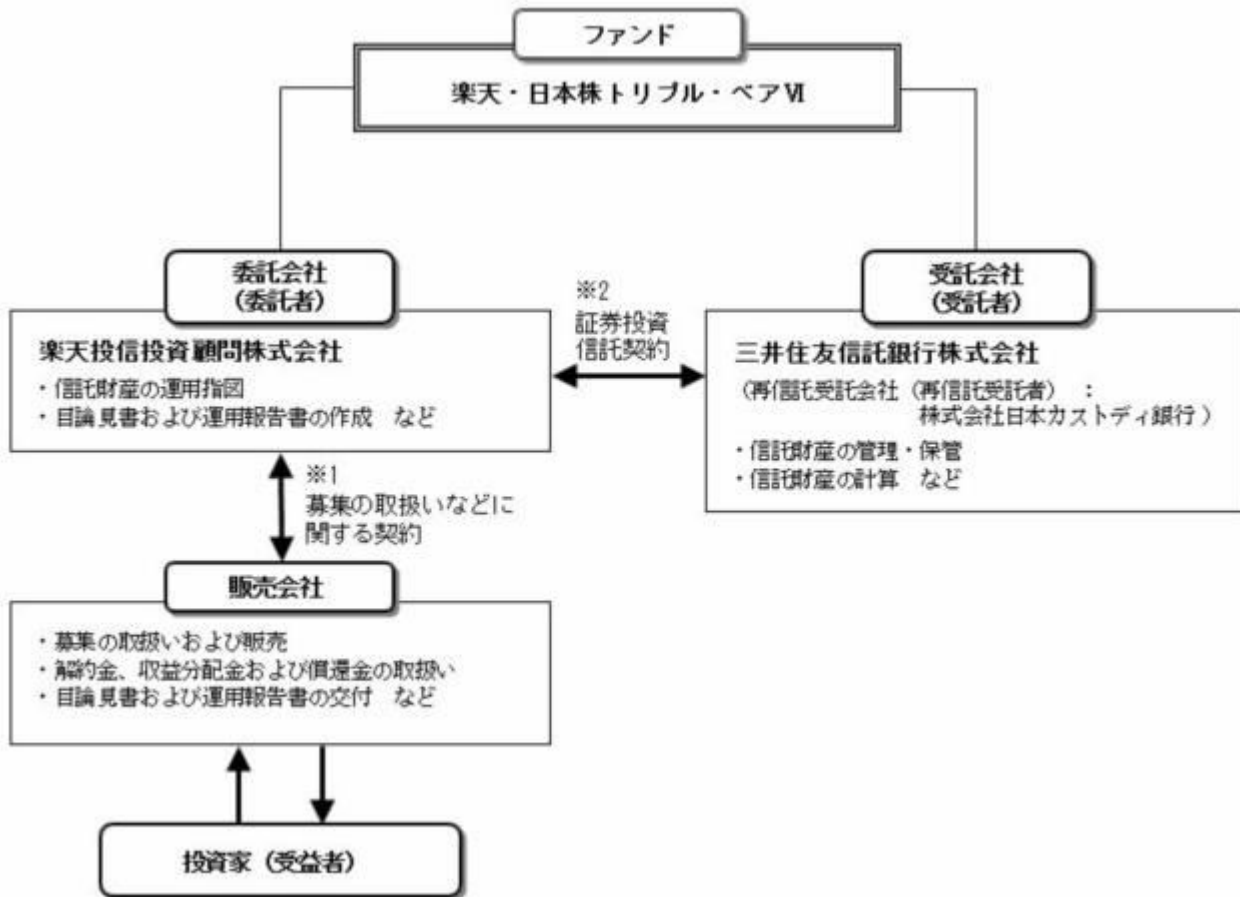 ファンド
楽天・日本株トリプル・ベアⅥ
委託会社
(委託者)
楽天投信投資顧問株式会社
・信託財産の運用指図
・目論見書および運用報告書の作成 など
※2
証券投資
信託契約
受託会社
(受託者)
三井住友信託銀行株式会社
(再信託受託会社(再信託受託者) :
株式会社日本カストディ銀行)
・信託財産の管理・保管
・信託財産の計算 など
※1
募集の取扱いなどに
関する契約
販売会社
・募集の取扱いおよび販売
・解約金、収益分配金および償還金の取扱い
・目論見書および運用報告書の交付 など
投資家(受益者)